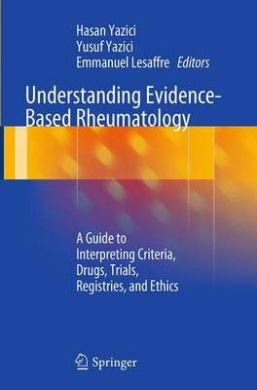 Hasan Yazici
Yusuf Yazici
Emmanuel Lesaffre Editors
Understanding Evidence-
Based Rheumatology
A Guide to
Interpreting Criteria,
Drugs, Trials,
Registries, and Ethics
Springer